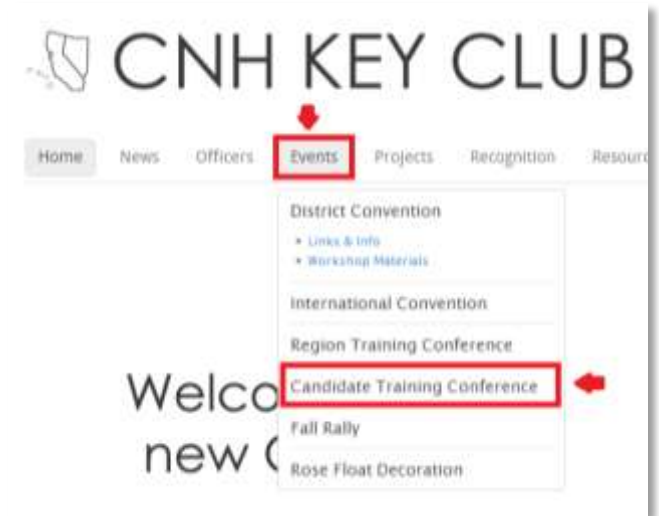 CNH KEY CLUB
Home News Officers Events Projects Recognition Resourc
District Convention
Links & Info
Workshop Materials
International Convention
Region Training Conference
Candidate Training Conference
Fall Rally
Rose Float Decoration
Welco
new